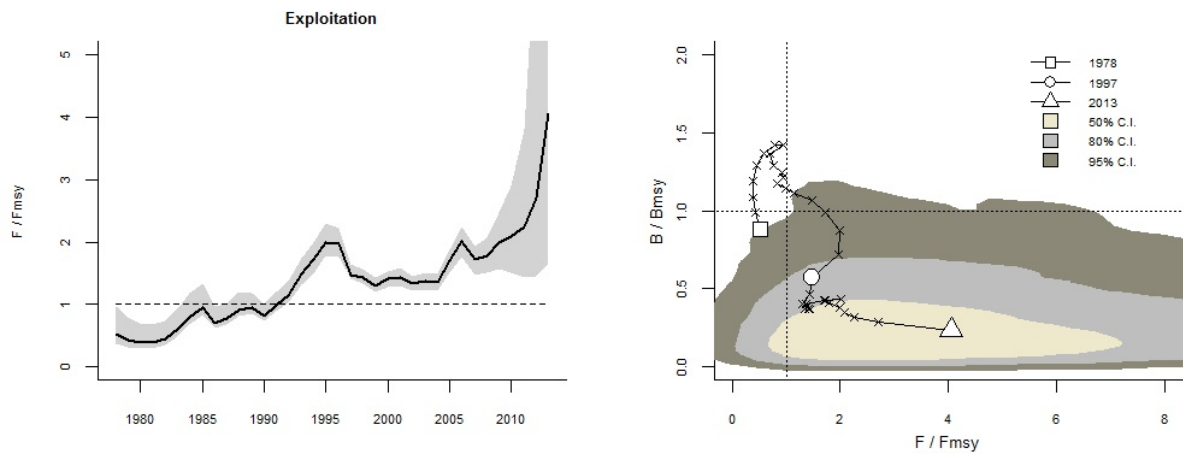 Exploitation
F / Fmsy
5
4
3
2
1
0
1980 1985 1990 1995 2000 2005 2010
B / Bmsy
2.0
1.5
1.0
0.5
0.0
0 2 4 6 8
F / Fmsy
1978
1997
2013
50% C.I.
80% C.I.
95% C.I.